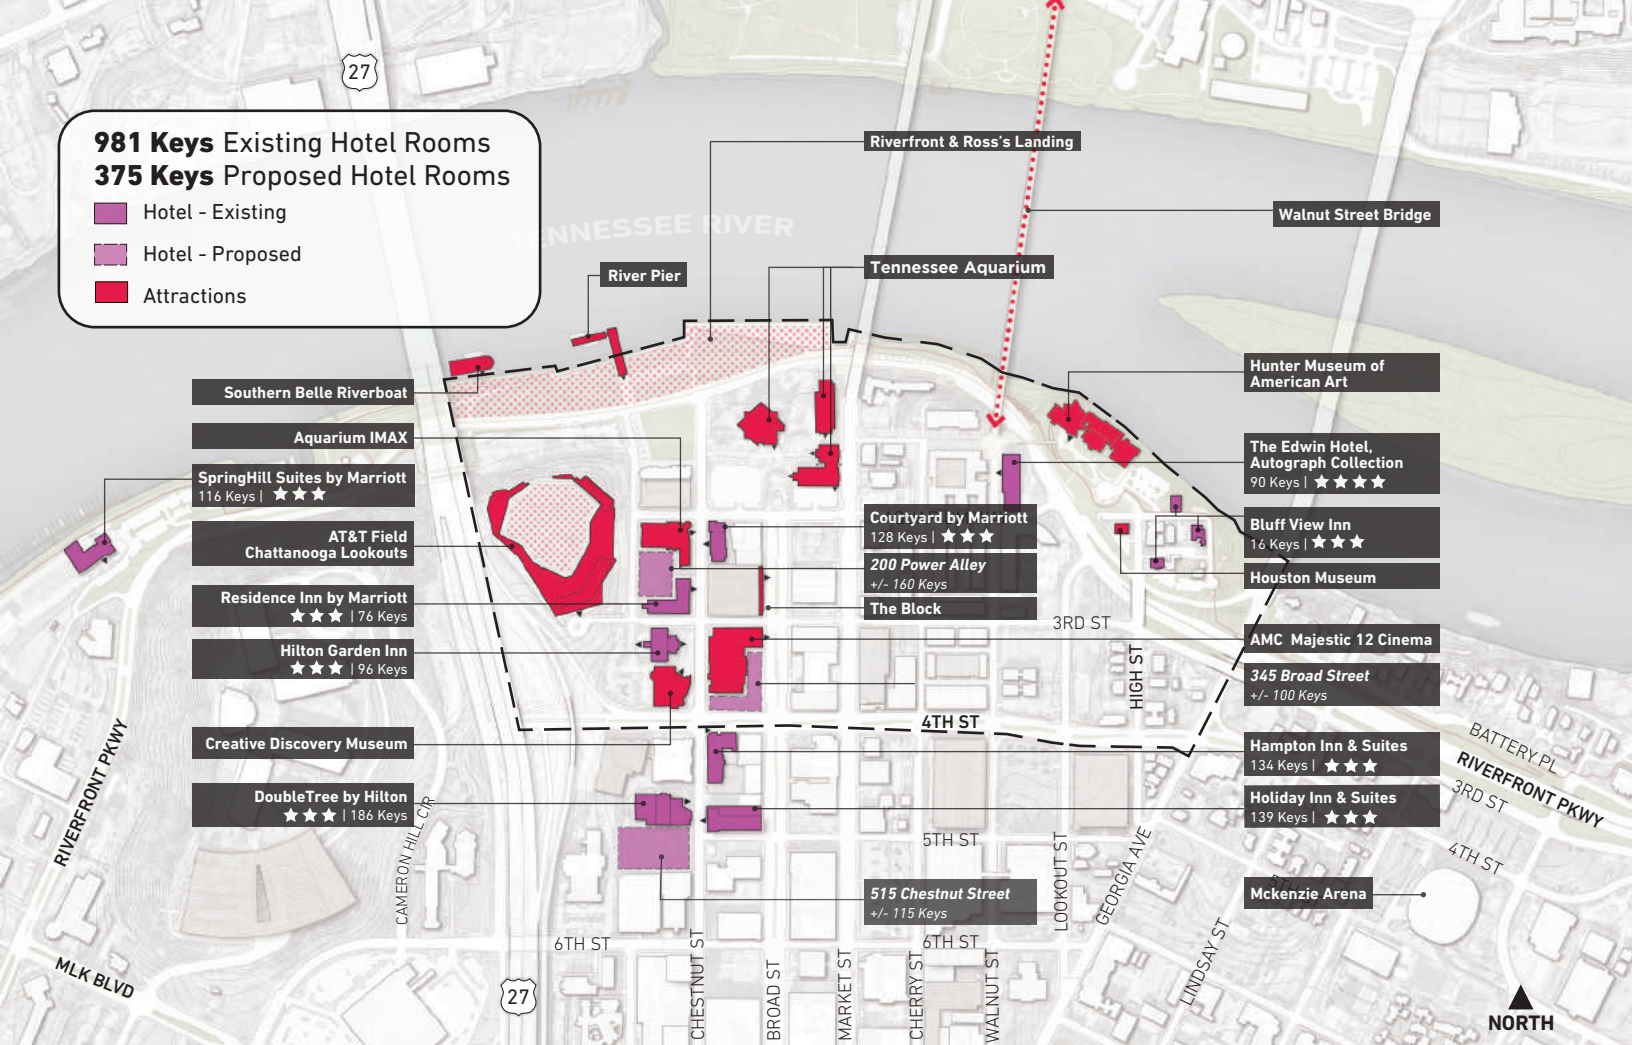 27
981 Keys Existing Hotel Rooms
375 Keys Proposed Hotel Rooms
Hotel - Existing
Hotel - Proposed
Attractions
TENNESSEE RIVER
Riverfront & Ross's Landing
Walnut Street Bridge
Tennessee Aquarium
River Pier
Southern Belle Riverboat
Aquarium IMAX
SpringHill Suites by Marriott
116 Keys | ★★★
AT&T Field
Chattanooga Lookouts
Residence Inn by Marriott
★★★ | 76 Keys
Hilton Garden Inn
★★★ | 96 Keys
Creative Discovery Museum
DoubleTree by Hilton
★★★ | 186 Keys
Courtyard by Marriott
128 Keys | ★★★
200 Power Alley
+/- 160 Keys
The Block
Hunter Museum of
American Art
The Edwin Hotel,
Autograph Collection
90 Keys | ★★★★
Bluff View Inn
16 Keys | ★★★
Houston Museum
AMC Majestic 12 Cinema
345 Broad Street
+/- 100 Keys
Hampton Inn & Suites
134 Keys | ★★★
Holiday Inn & Suites
139 Keys | ★★★
515 Chestnut Street
+/- 115 Keys
Mckenzie Arena
3RD ST
HIGH ST
4TH ST
5TH ST
6TH ST
6TH ST
RIVERFRONT PKWY
CAMERON HILL CIR
MLK BLVD
27
CHESTNUT ST
BROAD ST
MARKET ST
CHERRY ST
WALNUT ST
LOOKOUT ST
GEORGIA AVE
LINDSAY ST
BATTERY PL
RIVERFRONT PKWY
3RD ST
4TH ST
5TH
NORTH